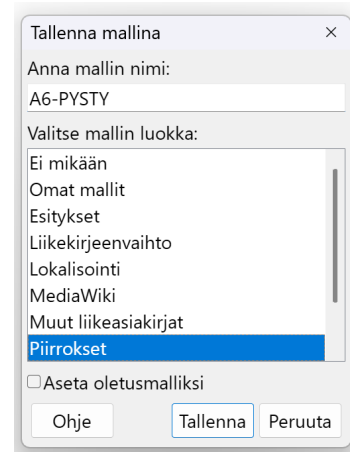 Tallenna mallina
Anna mallin nimi:
A6-PYSTY
Valitse mallin luokka:
Ei mikään
Omat mallit
Esitykset
Liikekirjeenvaihto
Lokalisointi
MediaWiki
Muut liikeasiakirjat
Piirrokset
Aseta oletusmalliksi
Ohje Tallenna Peruuta